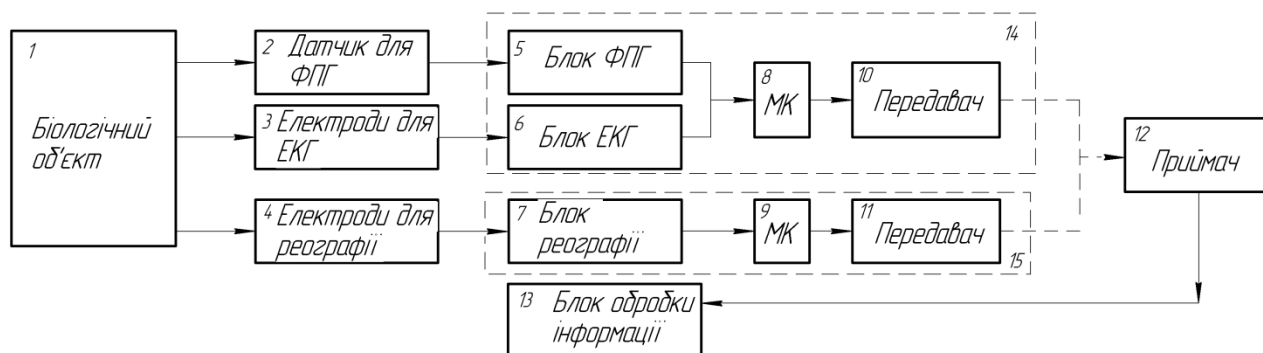 1
Біологічний
об'єкт
2 Датчик для
ФПГ
3 Електроди для
ЕКГ
4 Електроди для
реографії
5
Блок ФПГ
6
Блок ЕКГ
7 Блок
реографії
8
МК
9
МК
10
Передавач
11
Передавач
14
15
12
Приймач
13 Блок обробки
інформації